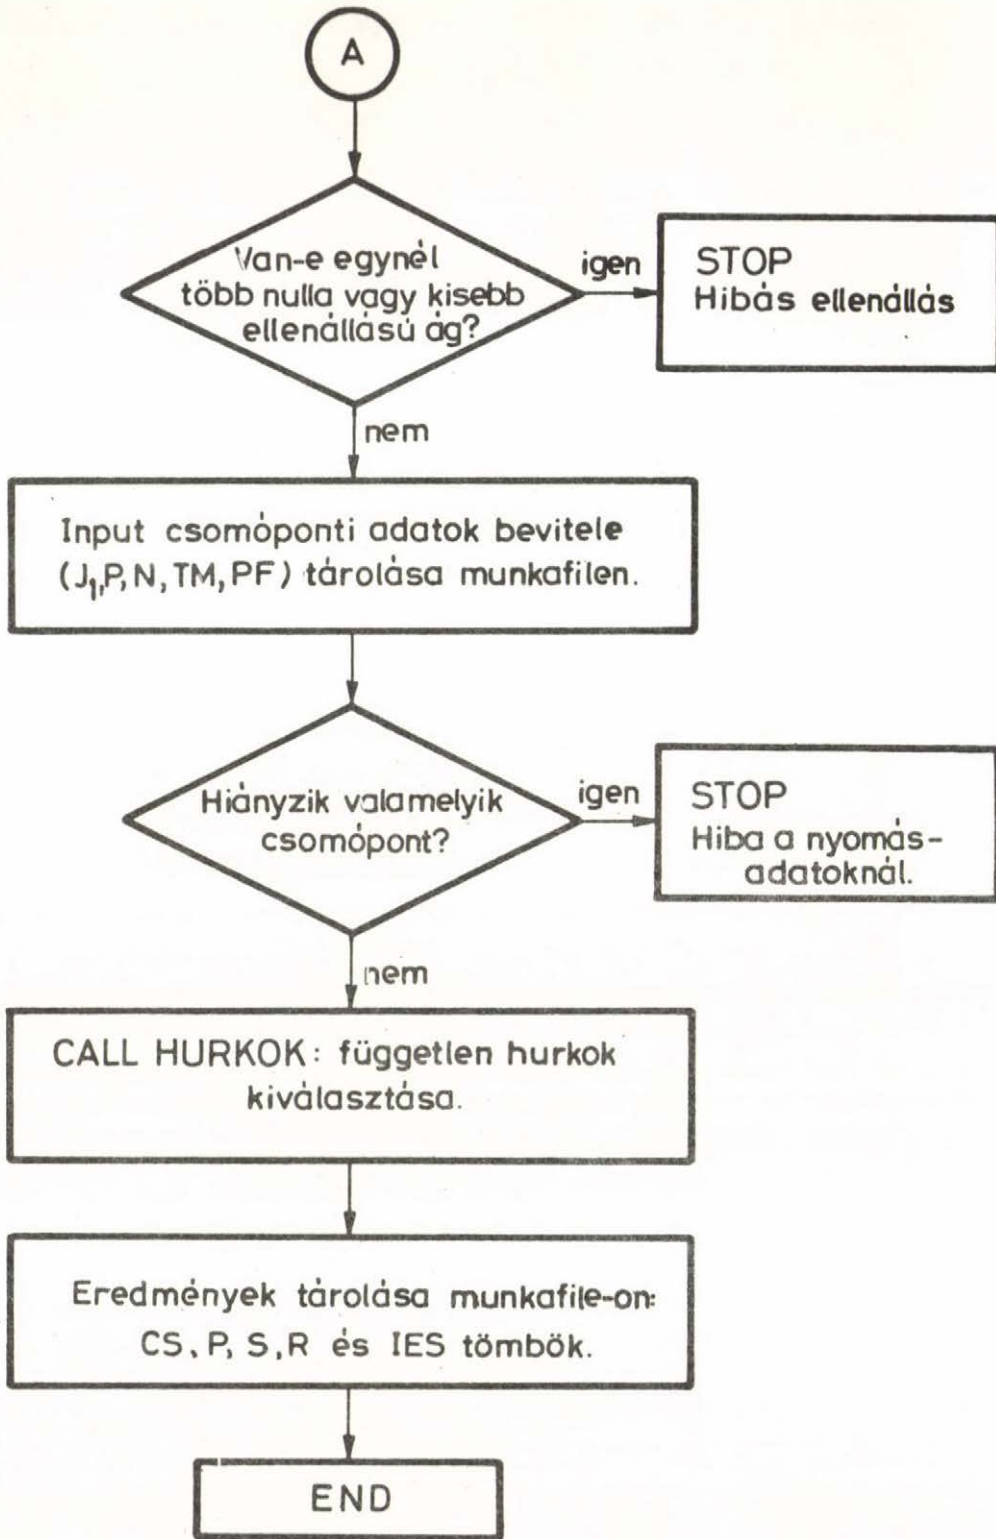 A
Van-e egynél
több nulla vagy kisebb
ellenállású ág?
igen
STOP
Hibás ellenállás
nem
Input csomóponti adatok bevitele
(J₁,P,N,TM,PF) tárolása munkafilen.
Hiányzik valamelyik
csomópont?
igen
STOP
Hiba a nyomás-
adatoknál.
nem
CALL HURKOK: független hurkok
kiválasztása.
Eredmények tárolása munkafile-on:
CS, P, S, R és IES tömbök.
END